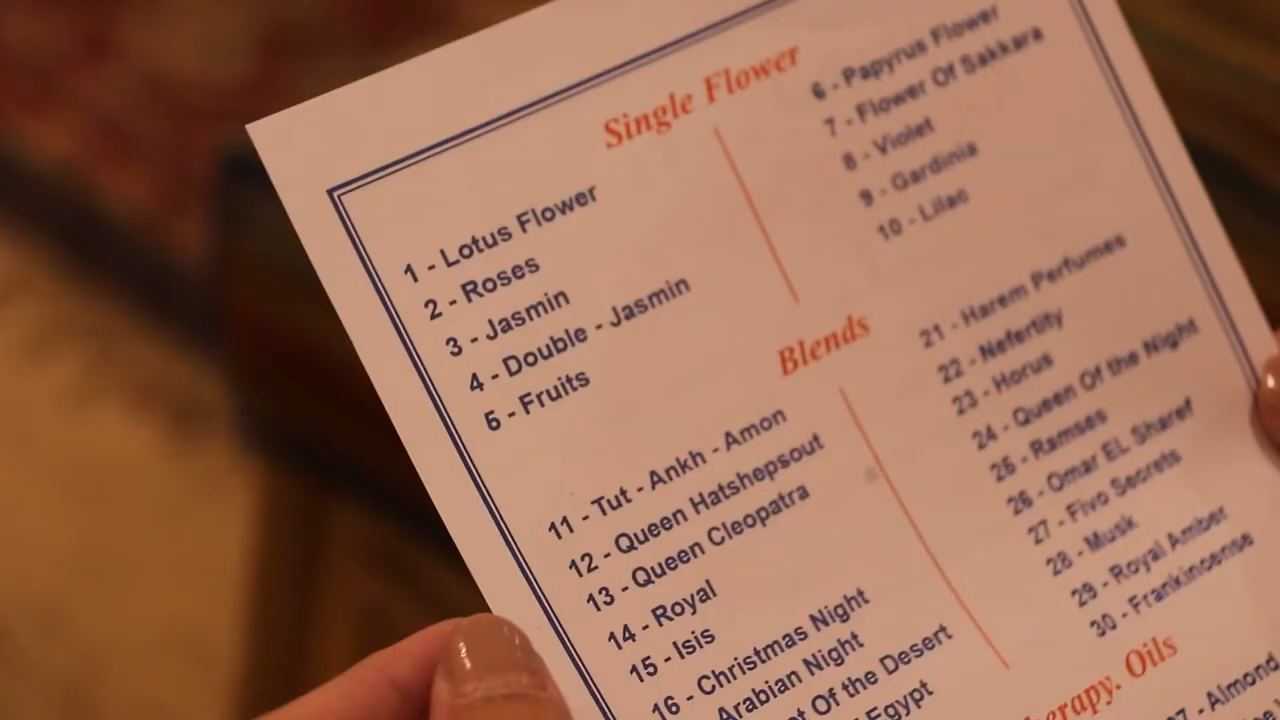 Single Flower
1 - Lotus Flower
2 - Roses
3 - Jasmin
4 - Double - Jasmin
5 - Fruits
6 - Papyrus Flower
7 - Flower Of Sakkara
8 - Violet
9 - Gardinia
10 - Lilac
Blends
11 - Tut - Ankh - Amon
12 - Queen Hatshepsout
13 - Queen Cleopatra
14 - Royal
15 - Isis
16 - Christmas Night
Arabian Night
Of the Desert
Egypt
21 - Harem Perfumes
22 - Nefertity
23 - Horus
24 - Queen Of the Night
25 - Ramses
26 - Omar EL Sharef
27 - Five Secrets
28 - Musk
29 - Royal Amber
30 - Frankincense
Oils
Almond